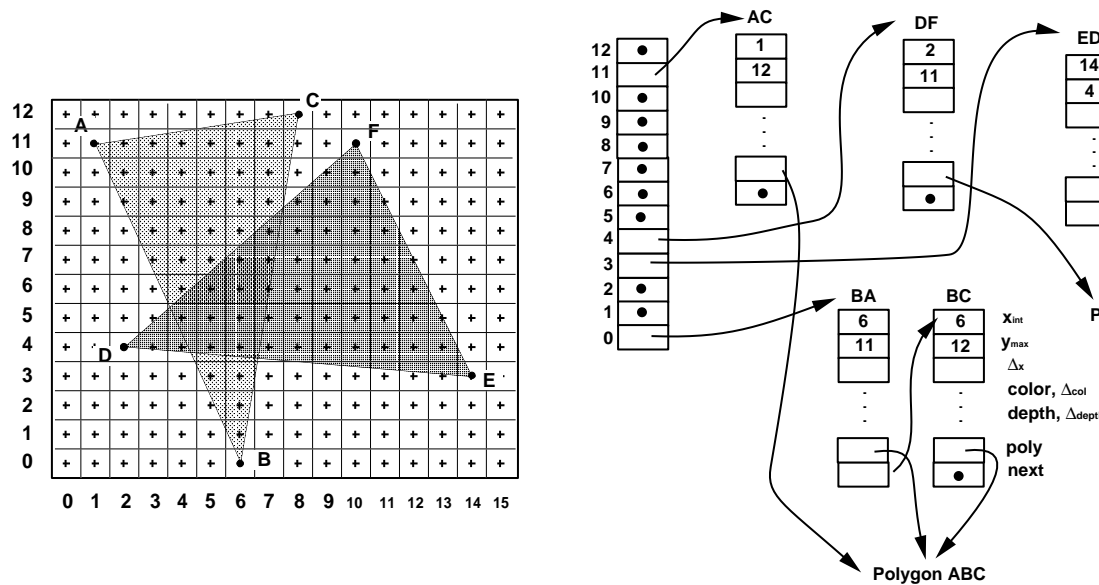 12
11
10
9
8
7
6
5
4
3
2
1
0
0 1 2 3 4 5 6 7 8 9 10 11 12 13 14 15
A
C
F
D
E
B
12
11
10
9
8
7
6
5
4
3
2
1
0
AC
1
12
DF
2
11
ED
14
4
BA
6
11
BC
6
12
xint
ymax
Δx
color, Δcol
depth, Δdept
poly
next
P
Polygon ABC